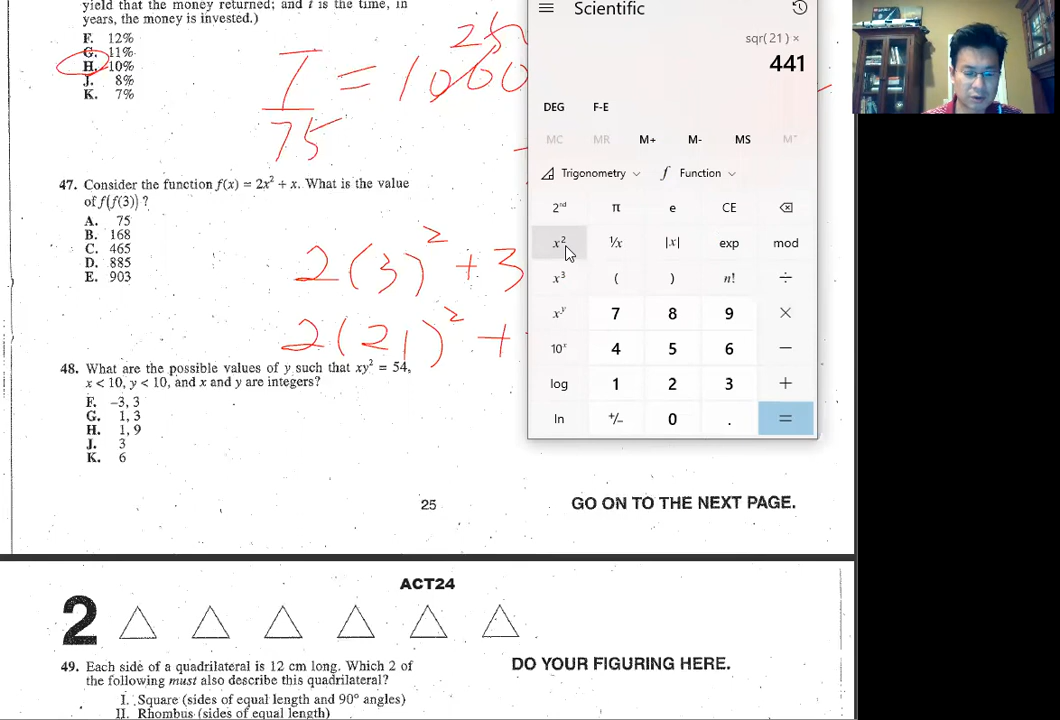 yield that the money returned; and t is the time, in
years, the money is invested.)
F. 12%
G. 11%
H. 10%
J. 8%
K. 7%
I/75 = 1000
25
47. Consider the function f(x) = 2x² + x. What is the value
of f(f(3)) ?
A. 75
B. 168
C. 465
D. 885
E. 903
2(3)² + 3
2(21)² +
48. What are the possible values of y such that xy² = 54,
x < 10, y < 10, and x and y are integers?
F. –3, 3
G. 1, 3
H. 1, 9
J. 3
K. 6
25
GO ON TO THE NEXT PAGE.
ACT24
2
49. Each side of a quadrilateral is 12 cm long. Which 2 of
the following must also describe this quadrilateral?
I. Square (sides of equal length and 90° angles)
II. Rhombus (sides of equal length)
DO YOUR FIGURING HERE.
Scientific
sqr(21) ×
441
DEG F-E
MC MR M+ M- MS M˅
Trigonometry f Function
2nd π e CE
x² ¹/x |x| exp mod
x³ ( ) n! ÷
xʸ 7 8 9 ×
10ˣ 4 5 6 −
log 1 2 3 +
ln +/− 0 . =